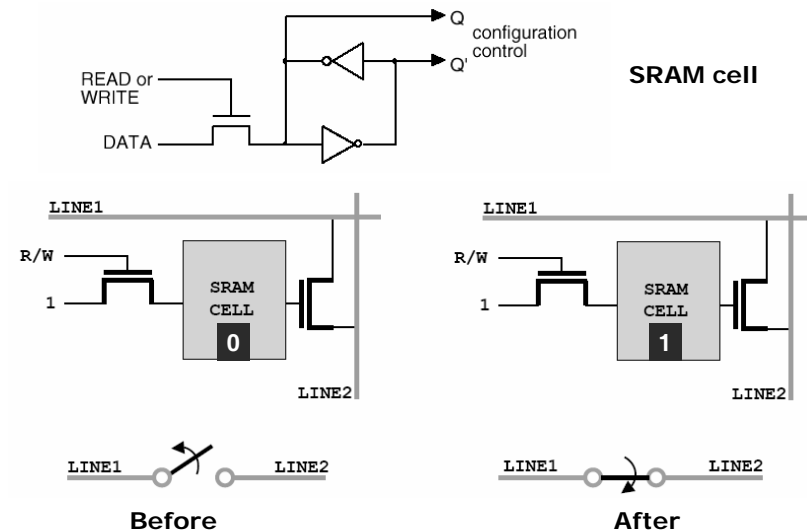 Q
configuration
control
Q'
SRAM cell
READ or
WRITE
DATA
LINE1
R/W
1
SRAM
CELL
0
LINE2
LINE1
R/W
1
SRAM
CELL
1
LINE2
LINE1 LINE2
LINE1 LINE2
Before
After